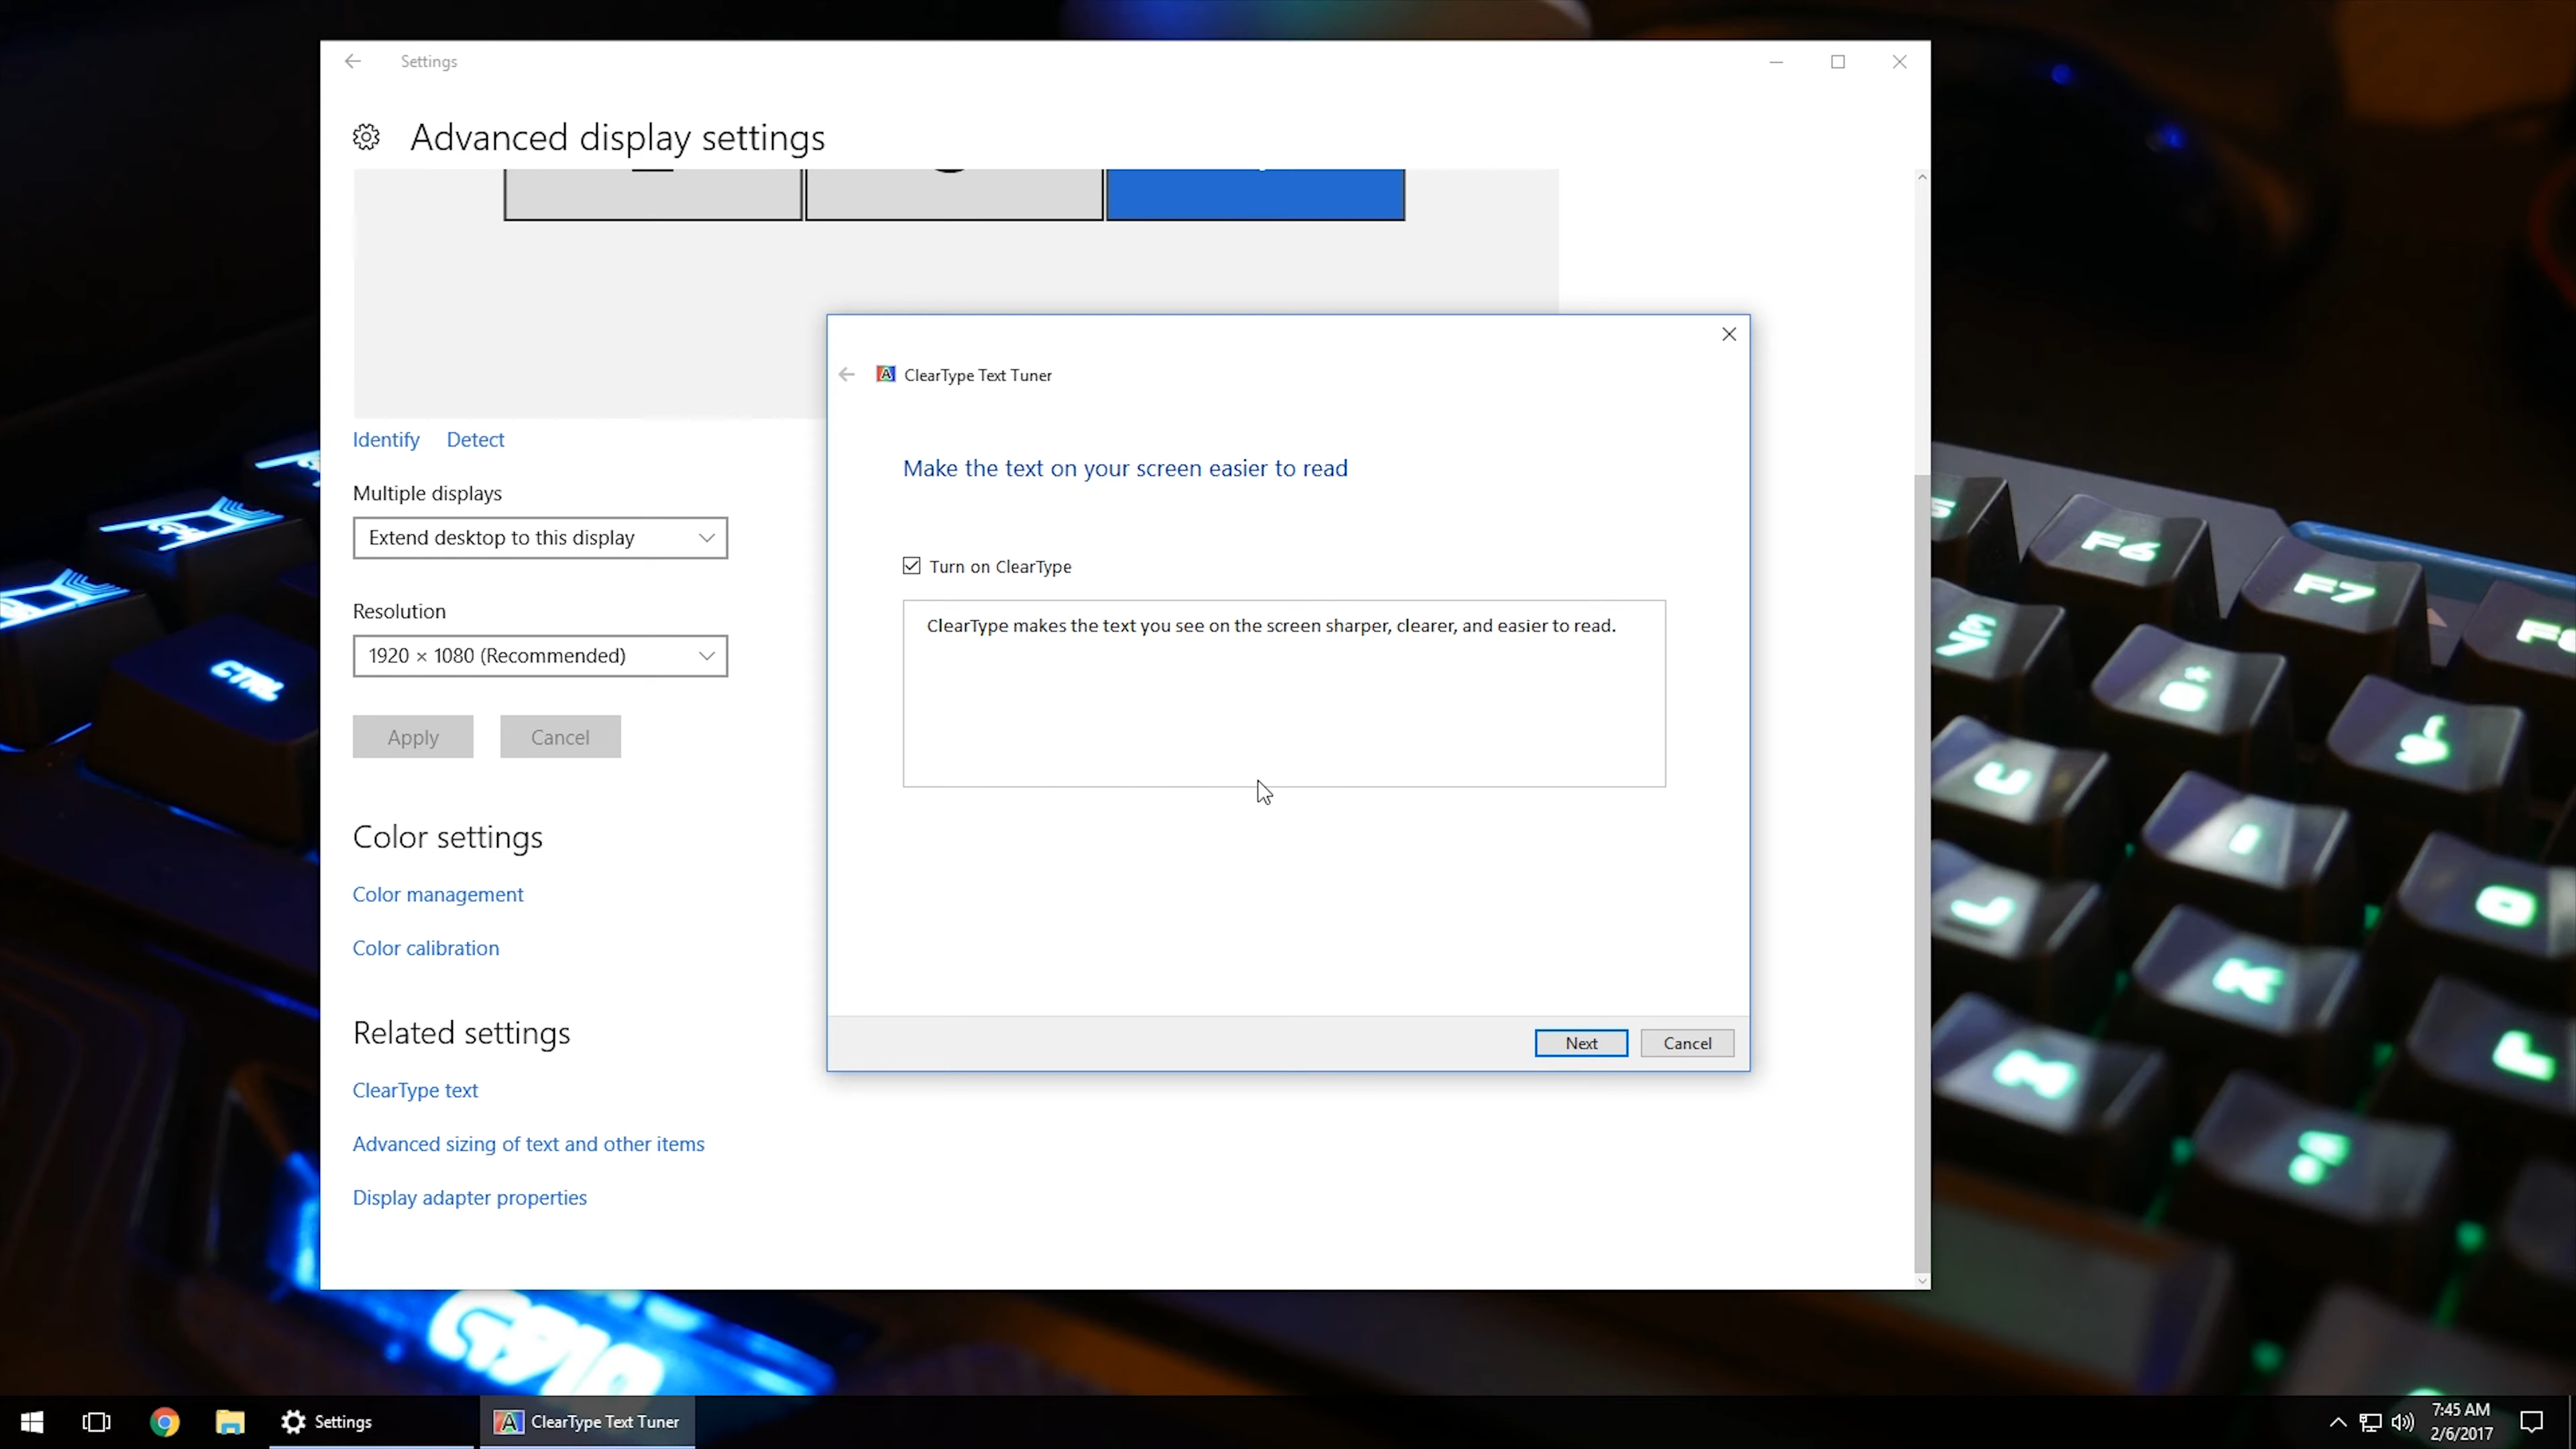 Settings
Advanced display settings
Identify Detect
Multiple displays
Extend desktop to this display
Resolution
1920 × 1080 (Recommended)
Apply Cancel
Color settings
Color management
Color calibration
Related settings
ClearType text
Advanced sizing of text and other items
Display adapter properties
ClearType Text Tuner
Make the text on your screen easier to read
Turn on ClearType
ClearType makes the text you see on the screen sharper, clearer, and easier to read.
Next Cancel
CTRL
F6
F7
8*
U
I
O
L
K
Settings
ClearType Text Tuner
7:45 AM
2/6/2017